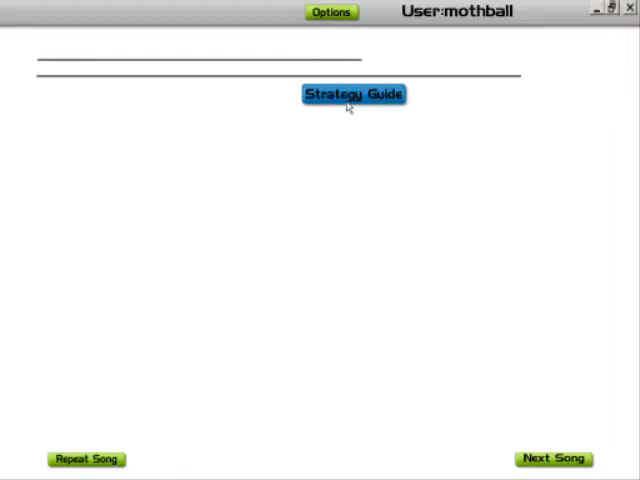 Options
User:mothball
Strategy Guide
Repeat Song
Next Song